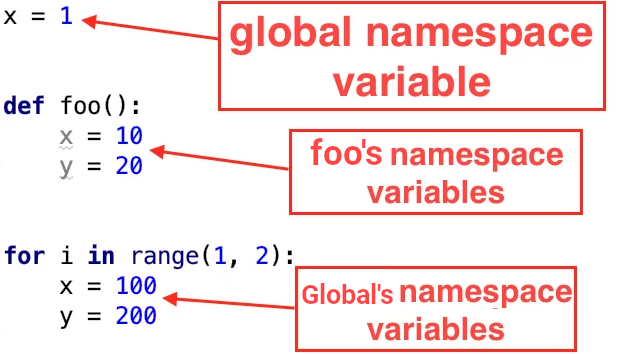 x = 1
global namespace
variable
def foo():
    x = 10
    y = 20
foo's namespace
variables
for i in range(1, 2):
    x = 100
    y = 200
Global's namespace
variables